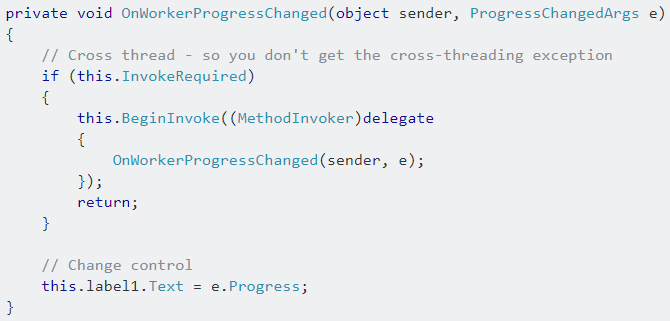 private void OnWorkerProgressChanged(object sender, ProgressChangedArgs e)
{
    // Cross thread - so you don't get the cross-threading exception
    if (this.InvokeRequired)
    {
        this.BeginInvoke((MethodInvoker)delegate
        {
            OnWorkerProgressChanged(sender, e);
        });
        return;
    }

    // Change control
    this.label1.Text = e.Progress;
}